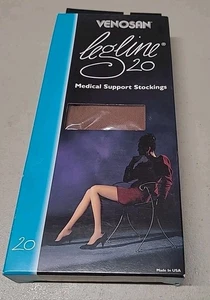 VENOSAN
Legline® 20
Medical Support Stockings
20
Made in USA